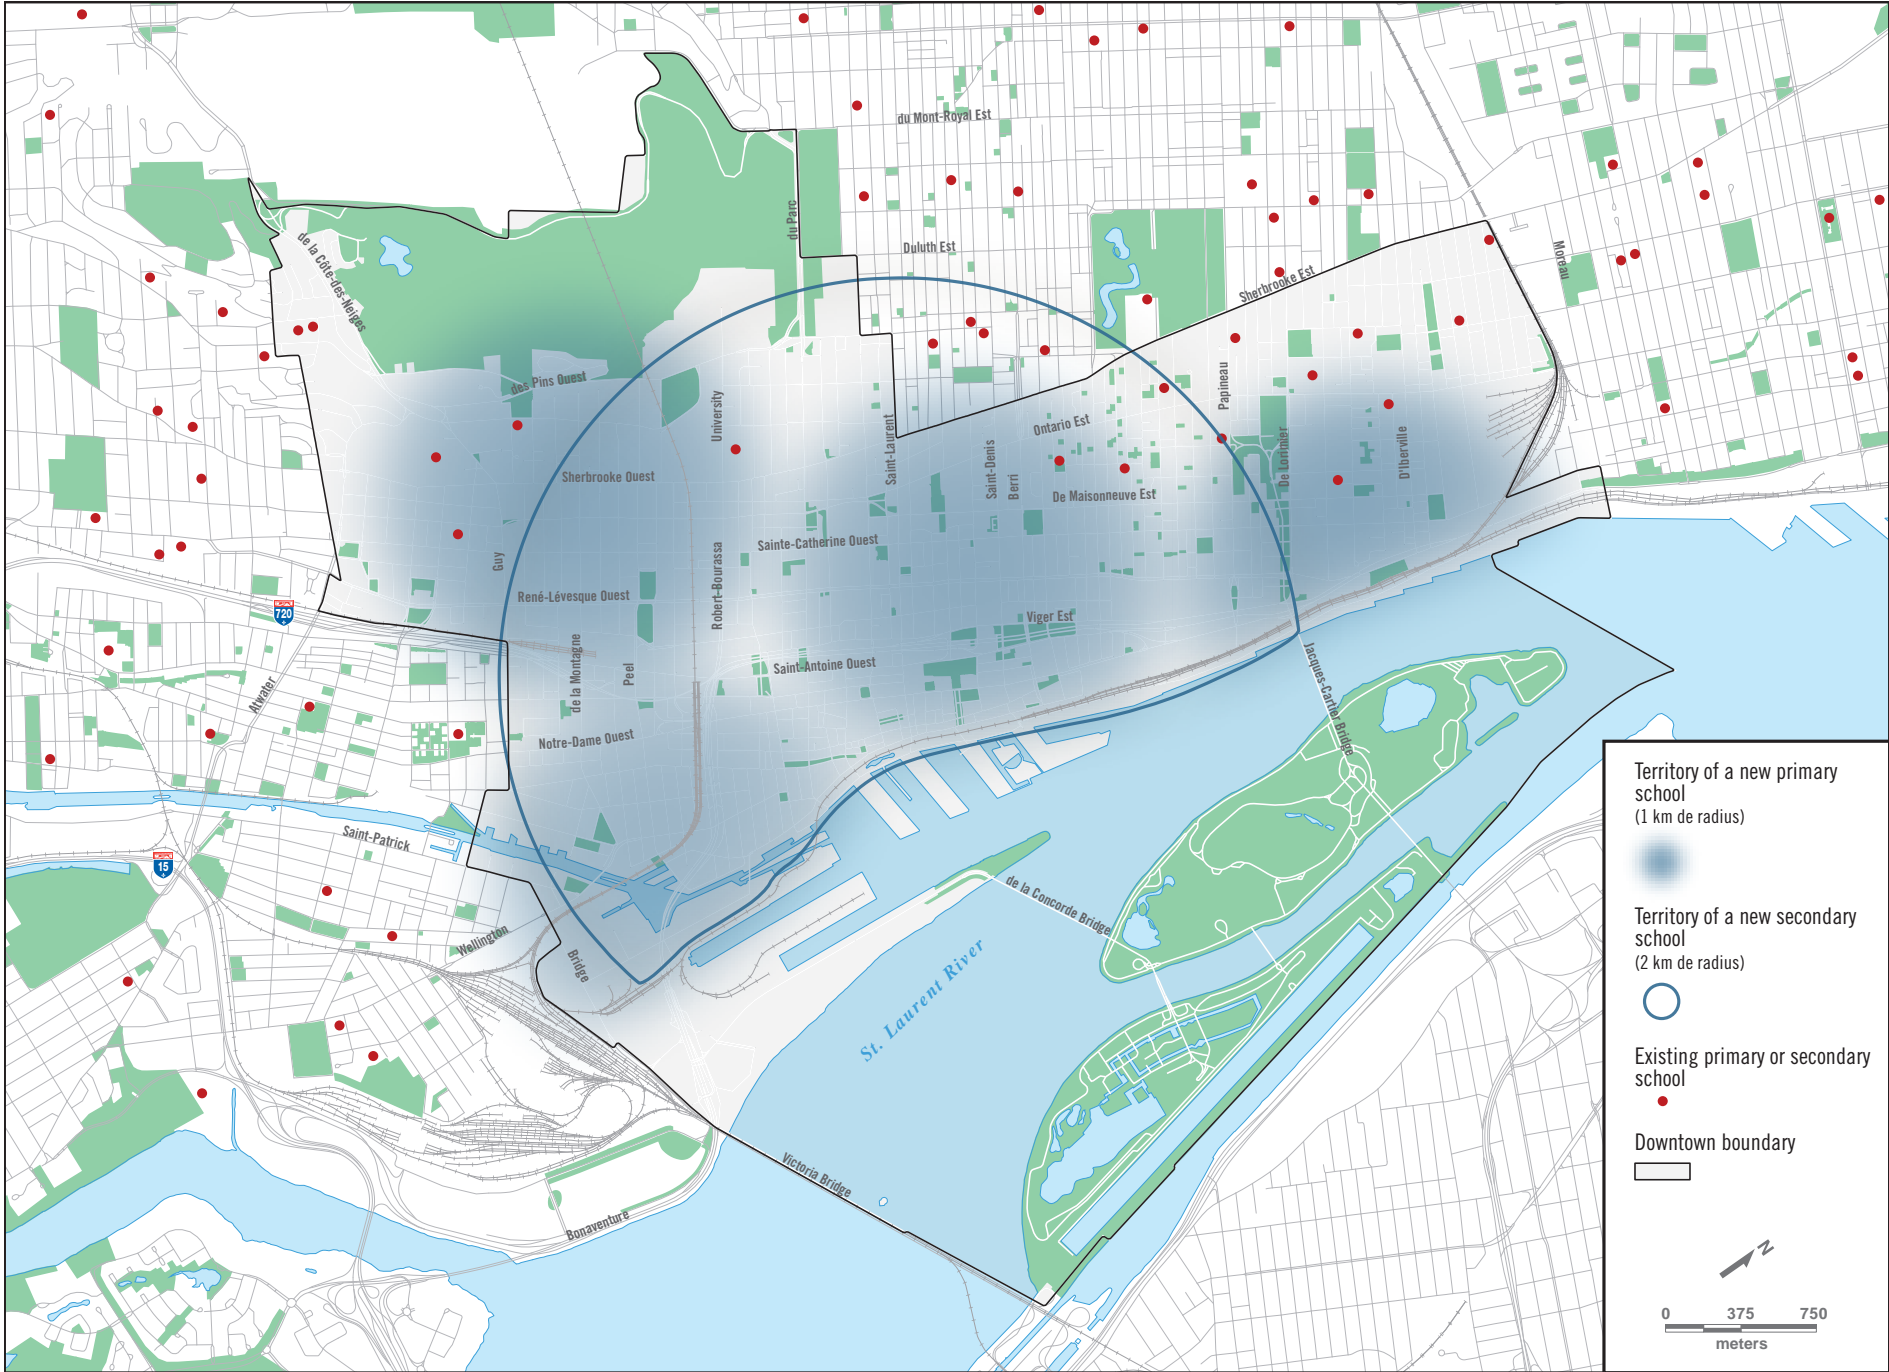 du Mont-Royal Est
du Parc
Duluth Est
de la Côte-des-Neiges
Sherbrooke Est
Moreau
des Pins Ouest
University
Saint-Laurent
Ontario Est
Papineau
Saint-Denis
Berri
De Lorimier
D'Iberville
Sherbrooke Ouest
De Maisonneuve Est
Guy
Sainte-Catherine Ouest
Robert-Bourassa
René-Lévesque Ouest
720
Viger Est
de la Montagne
Peel
Saint-Antoine Ouest
Atwater
Jacques-Cartier Bridge
Notre-Dame Ouest
Saint-Patrick
15
de la Concorde Bridge
Wellington
Bridge
St. Laurent River
Victoria Bridge
Bonaventure
Territory of a new primary
school
(1 km de radius)
Territory of a new secondary
school
(2 km de radius)
Existing primary or secondary
school
Downtown boundary
N
0 375 750
meters